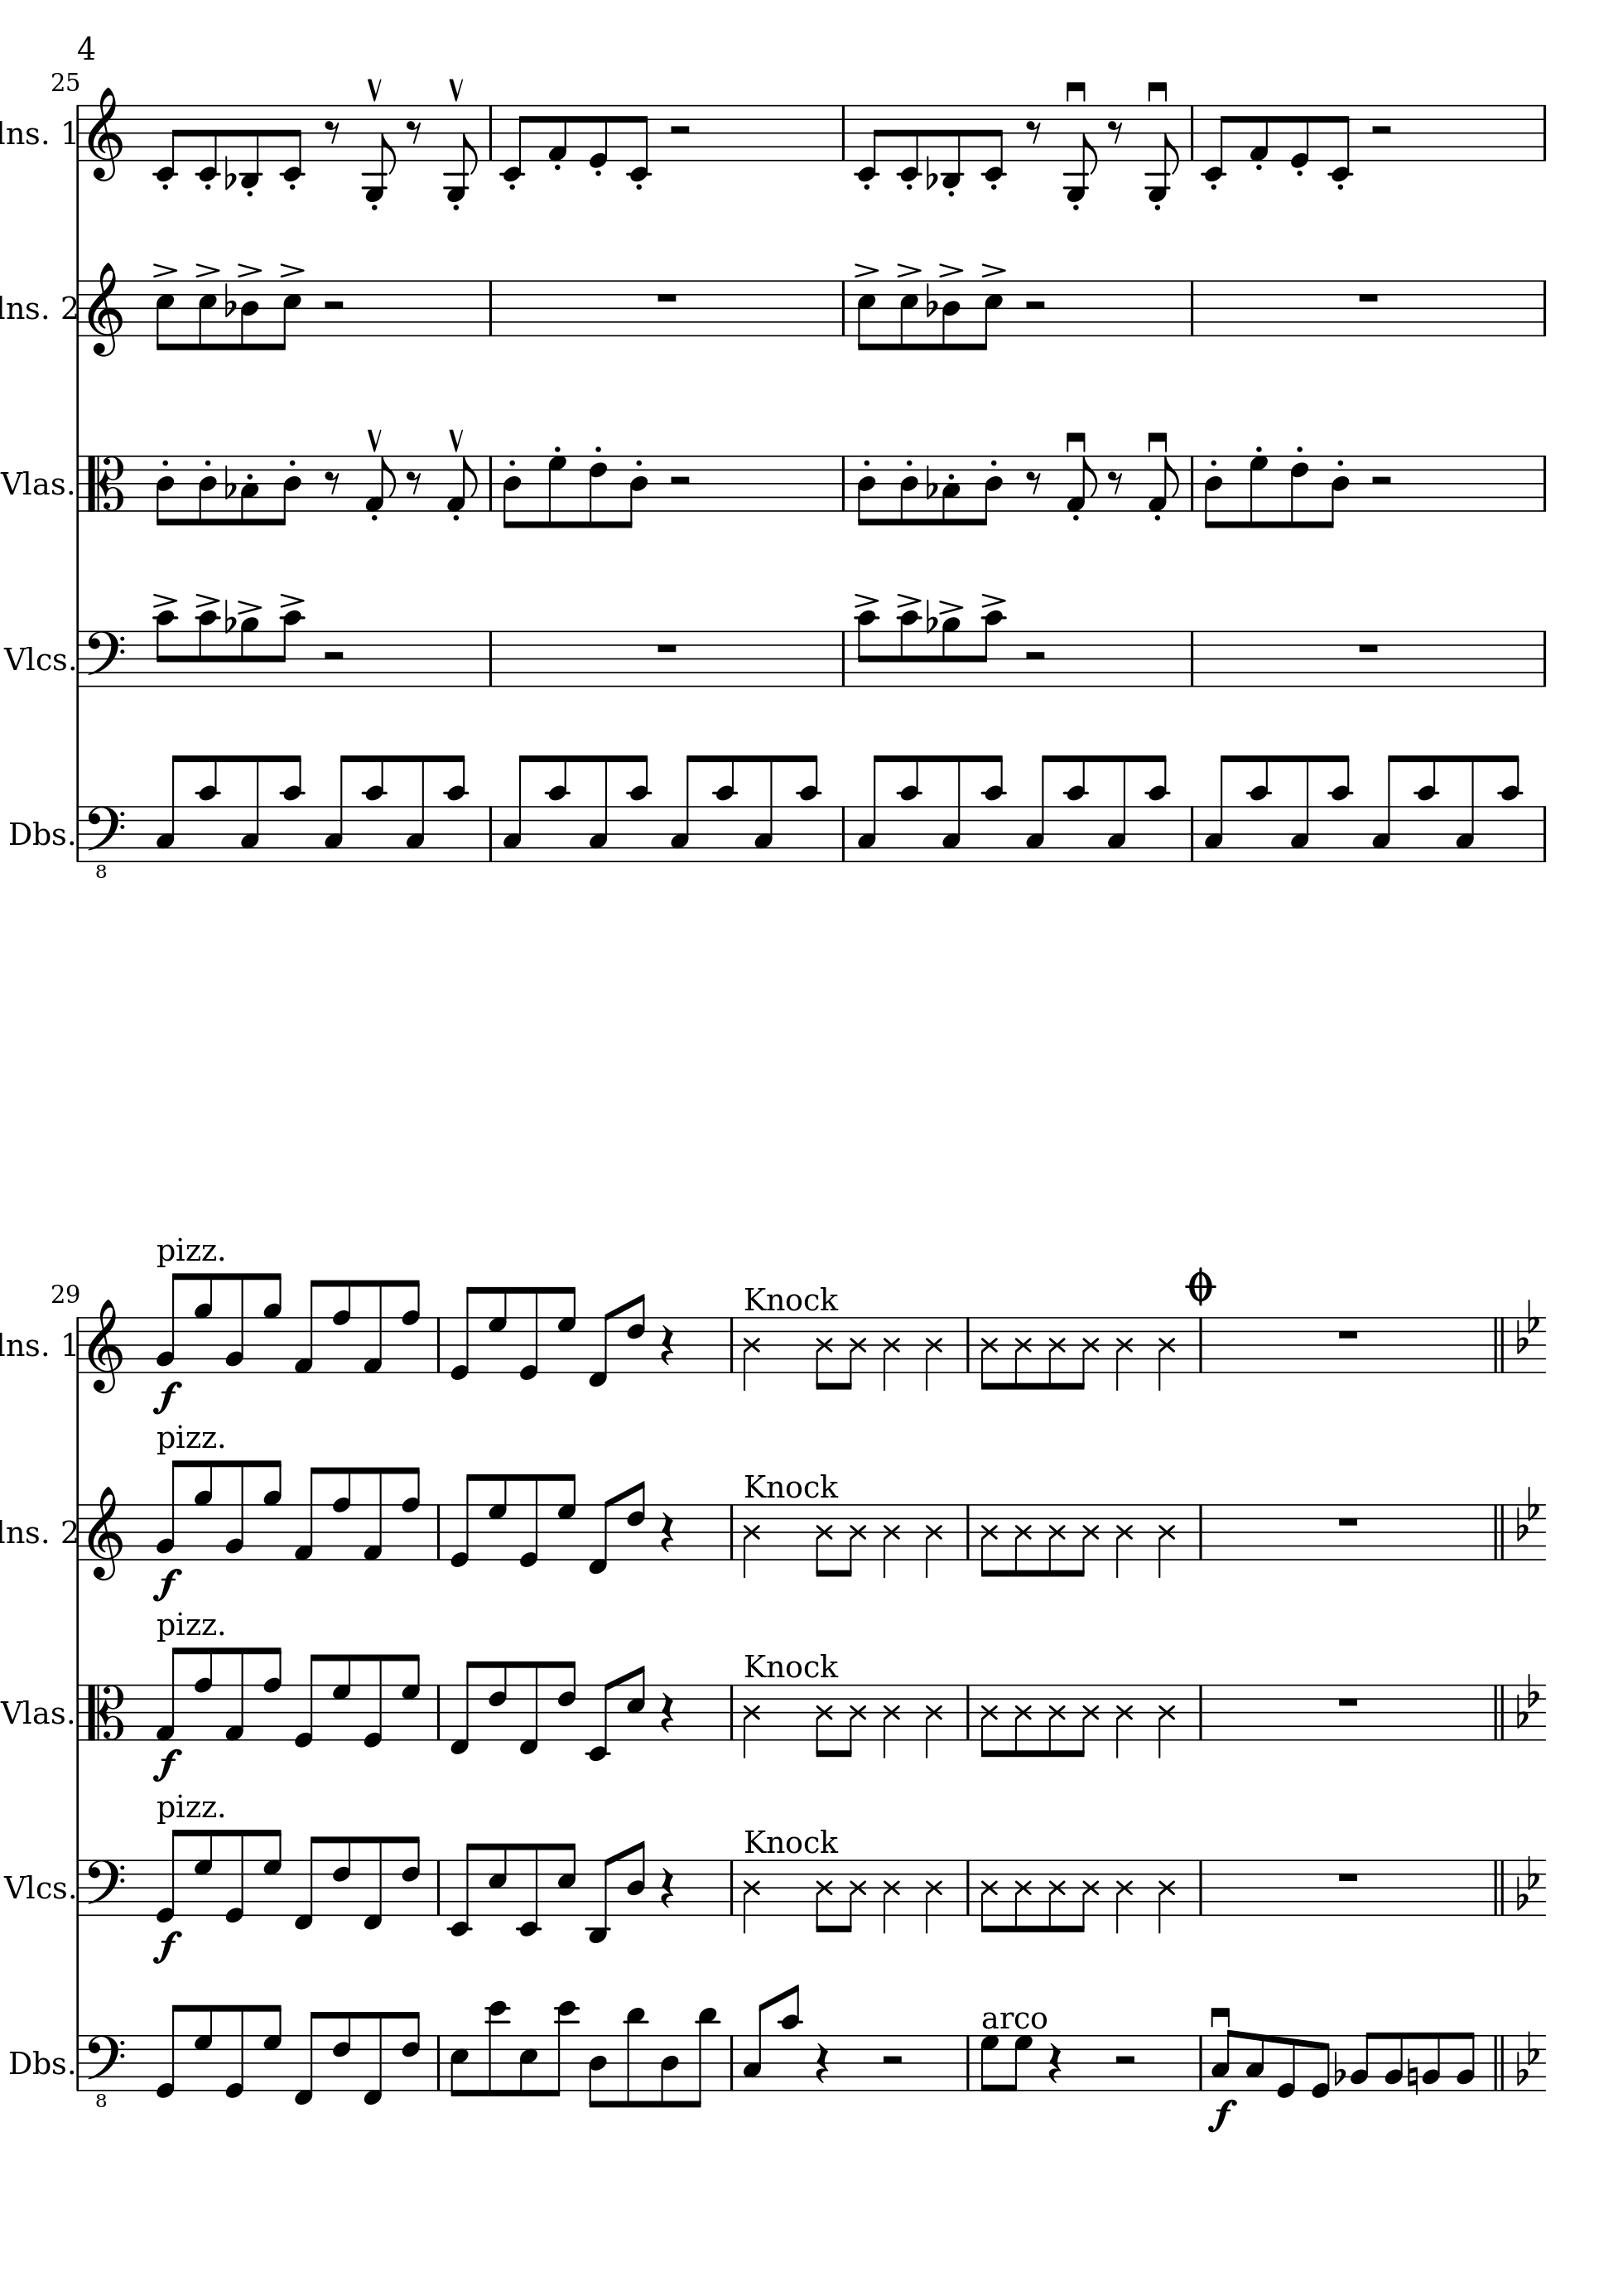 4
25
lns. 1
lns. 2
Vlas.
Vlcs.
Dbs.
8
pizz.
29
Knock
lns. 1
f
pizz.
Knock
lns. 2
f
pizz.
Knock
Vlas.
f
pizz.
Knock
Vlcs.
f
arco
Dbs.
8
f